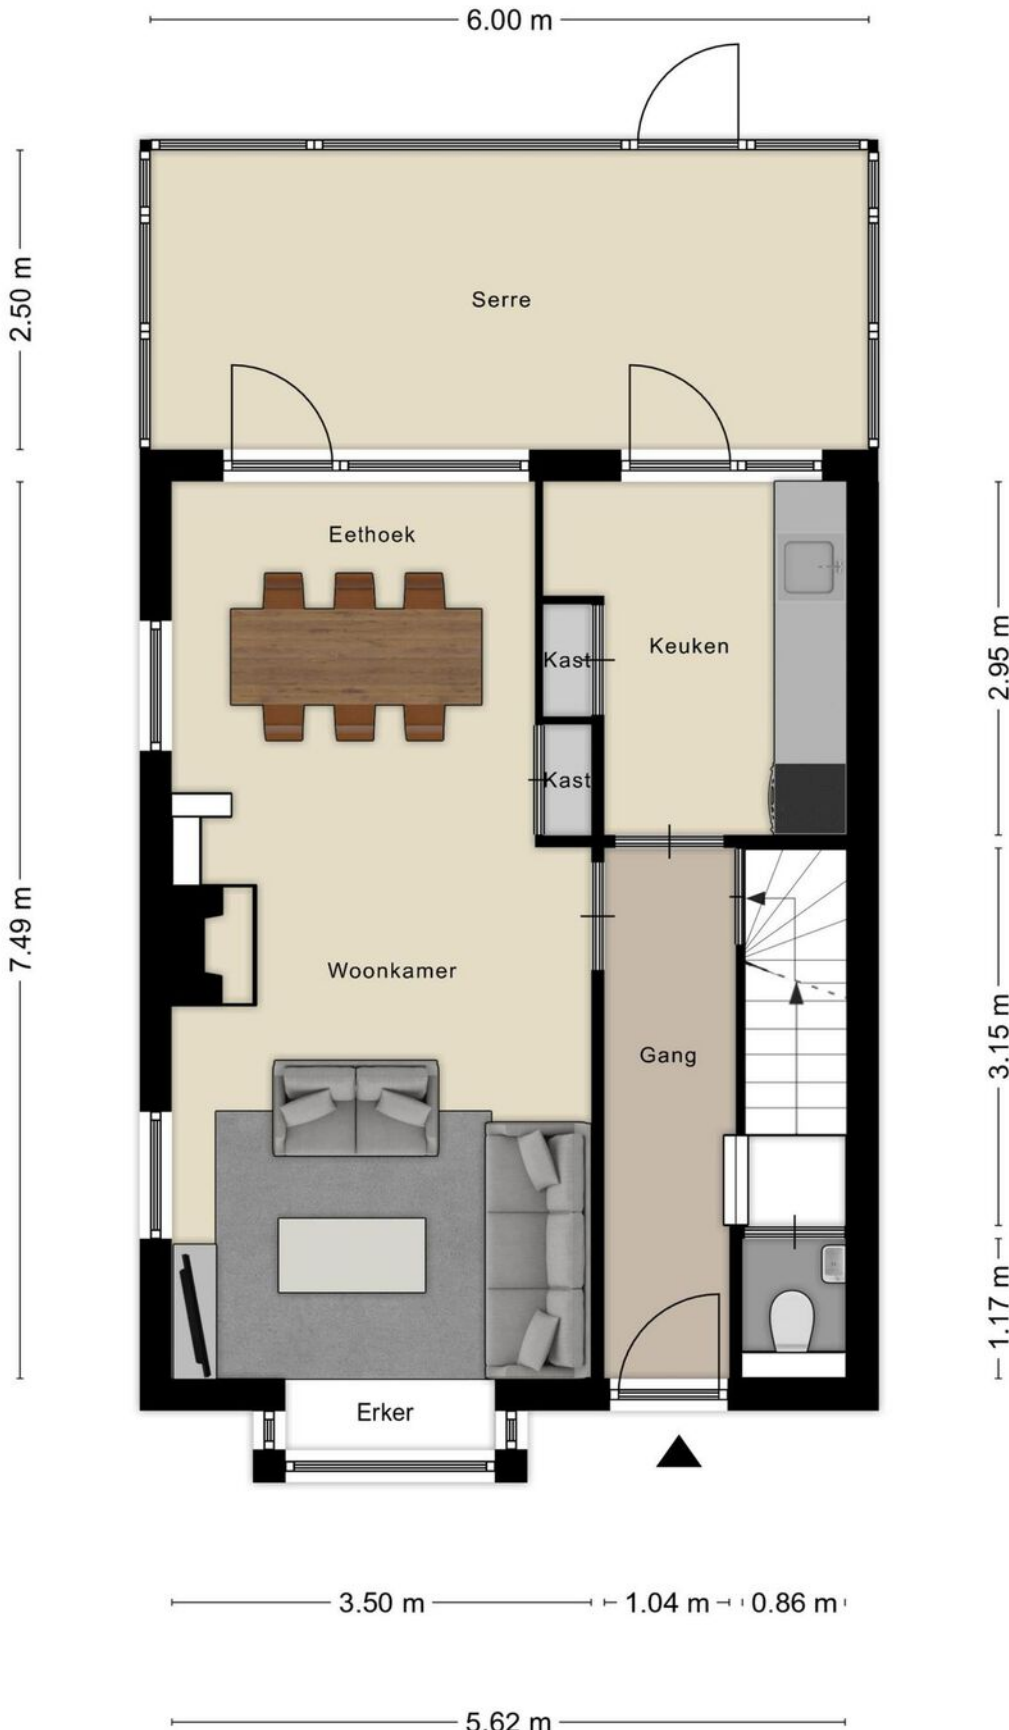 6.00 m
2.50 m
Serre
Eethoek
Keuken
Kast
2.95 m
Kast
7.49 m
Woonkamer
Gang
3.15 m
1.17 m
Erker
3.50 m
1.04 m
0.86 m
5.62 m